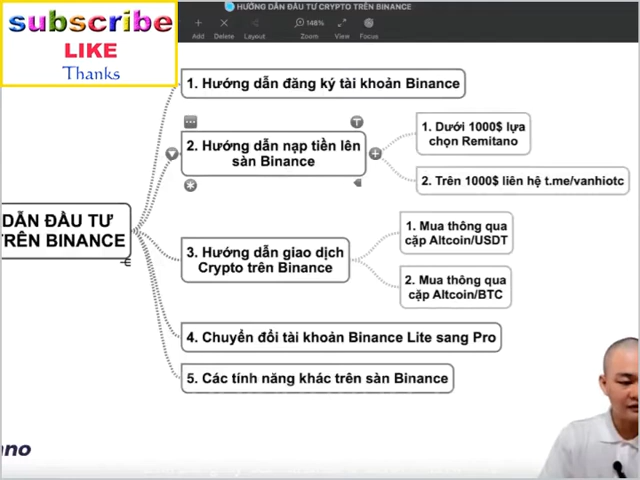 HƯỚNG DẪN ĐẦU TƯ CRYPTO TRÊN BINANCE
subscribe
LIKE
Thanks
Add
Delete
Layout
148%
Zoom
View
Focus
1. Hướng dẫn đăng ký tài khoản Binance
2. Hướng dẫn nạp tiền lên
sàn Binance
1. Dưới 1000$ lựa
chọn Remitano
2. Trên 1000$ liên hệ t.me/vanhiotc
DẪN ĐẦU TƯ
TRÊN BINANCE
3. Hướng dẫn giao dịch
Crypto trên Binance
1. Mua thông qua
cặp Altcoin/USDT
2. Mua thông qua
cặp Altcoin/BTC
4. Chuyển đổi tài khoản Binance Lite sang Pro
5. Các tính năng khác trên sàn Binance